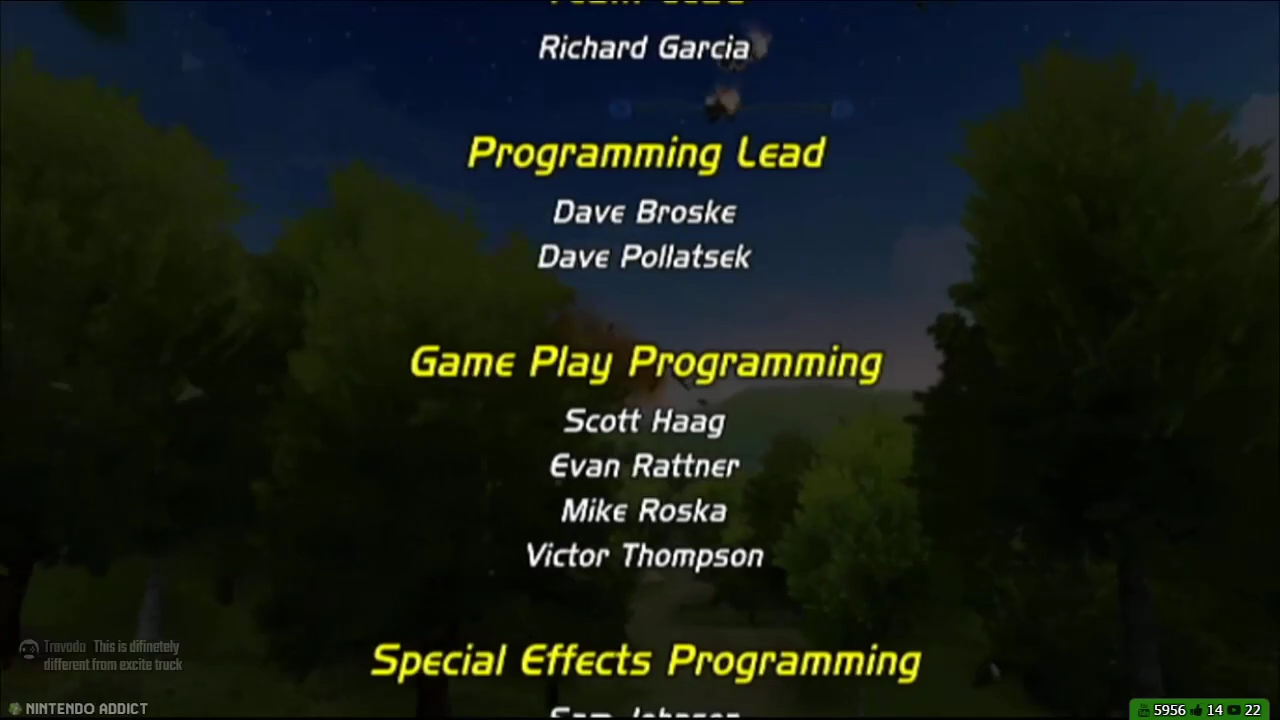 Richard Garcia
Programming Lead
Dave Broske
Dave Pollatsek
Game Play Programming
Scott Haag
Evan Rattner
Mike Roska
Victor Thompson
Special Effects Programming
Trovodo This is difinetely
different from excite truck
NINTENDO ADDICT
5956 14 22